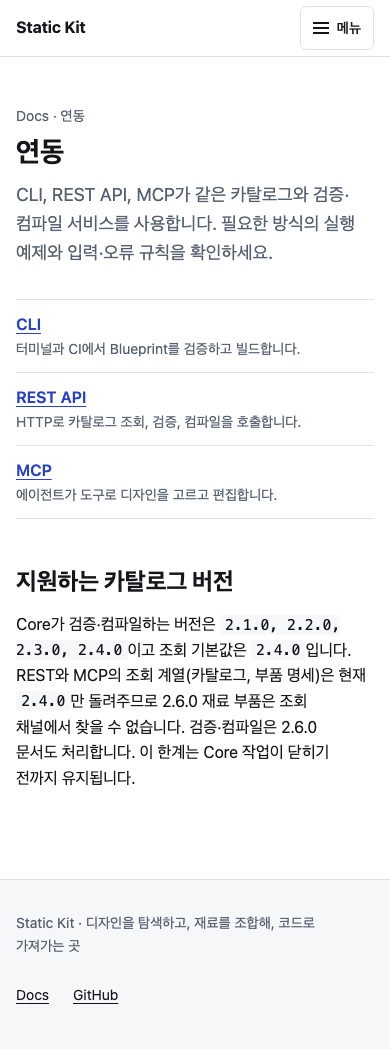 Static Kit
메뉴
Docs · 연동
연동
CLI, REST API, MCP가 같은 카탈로그와 검증·
컴파일 서비스를 사용합니다. 필요한 방식의 실행
예제와 입력·오류 규칙을 확인하세요.
CLI
터미널과 CI에서 Blueprint를 검증하고 빌드합니다.
REST API
HTTP로 카탈로그 조회, 검증, 컴파일을 호출합니다.
MCP
에이전트가 도구로 디자인을 고르고 편집합니다.
지원하는 카탈로그 버전
Core가 검증·컴파일하는 버전은 2.1.0, 2.2.0,
2.3.0, 2.4.0 이고 조회 기본값은 2.4.0 입니다.
REST와 MCP의 조회 계열(카탈로그, 부품 명세)은 현재
2.4.0 만 돌려주므로 2.6.0 재료 부품은 조회
채널에서 찾을 수 없습니다. 검증·컴파일은 2.6.0
문서도 처리합니다. 이 한계는 Core 작업이 닫히기
전까지 유지됩니다.
Static Kit · 디자인을 탐색하고, 재료를 조합해, 코드로
가져가는 곳
Docs GitHub